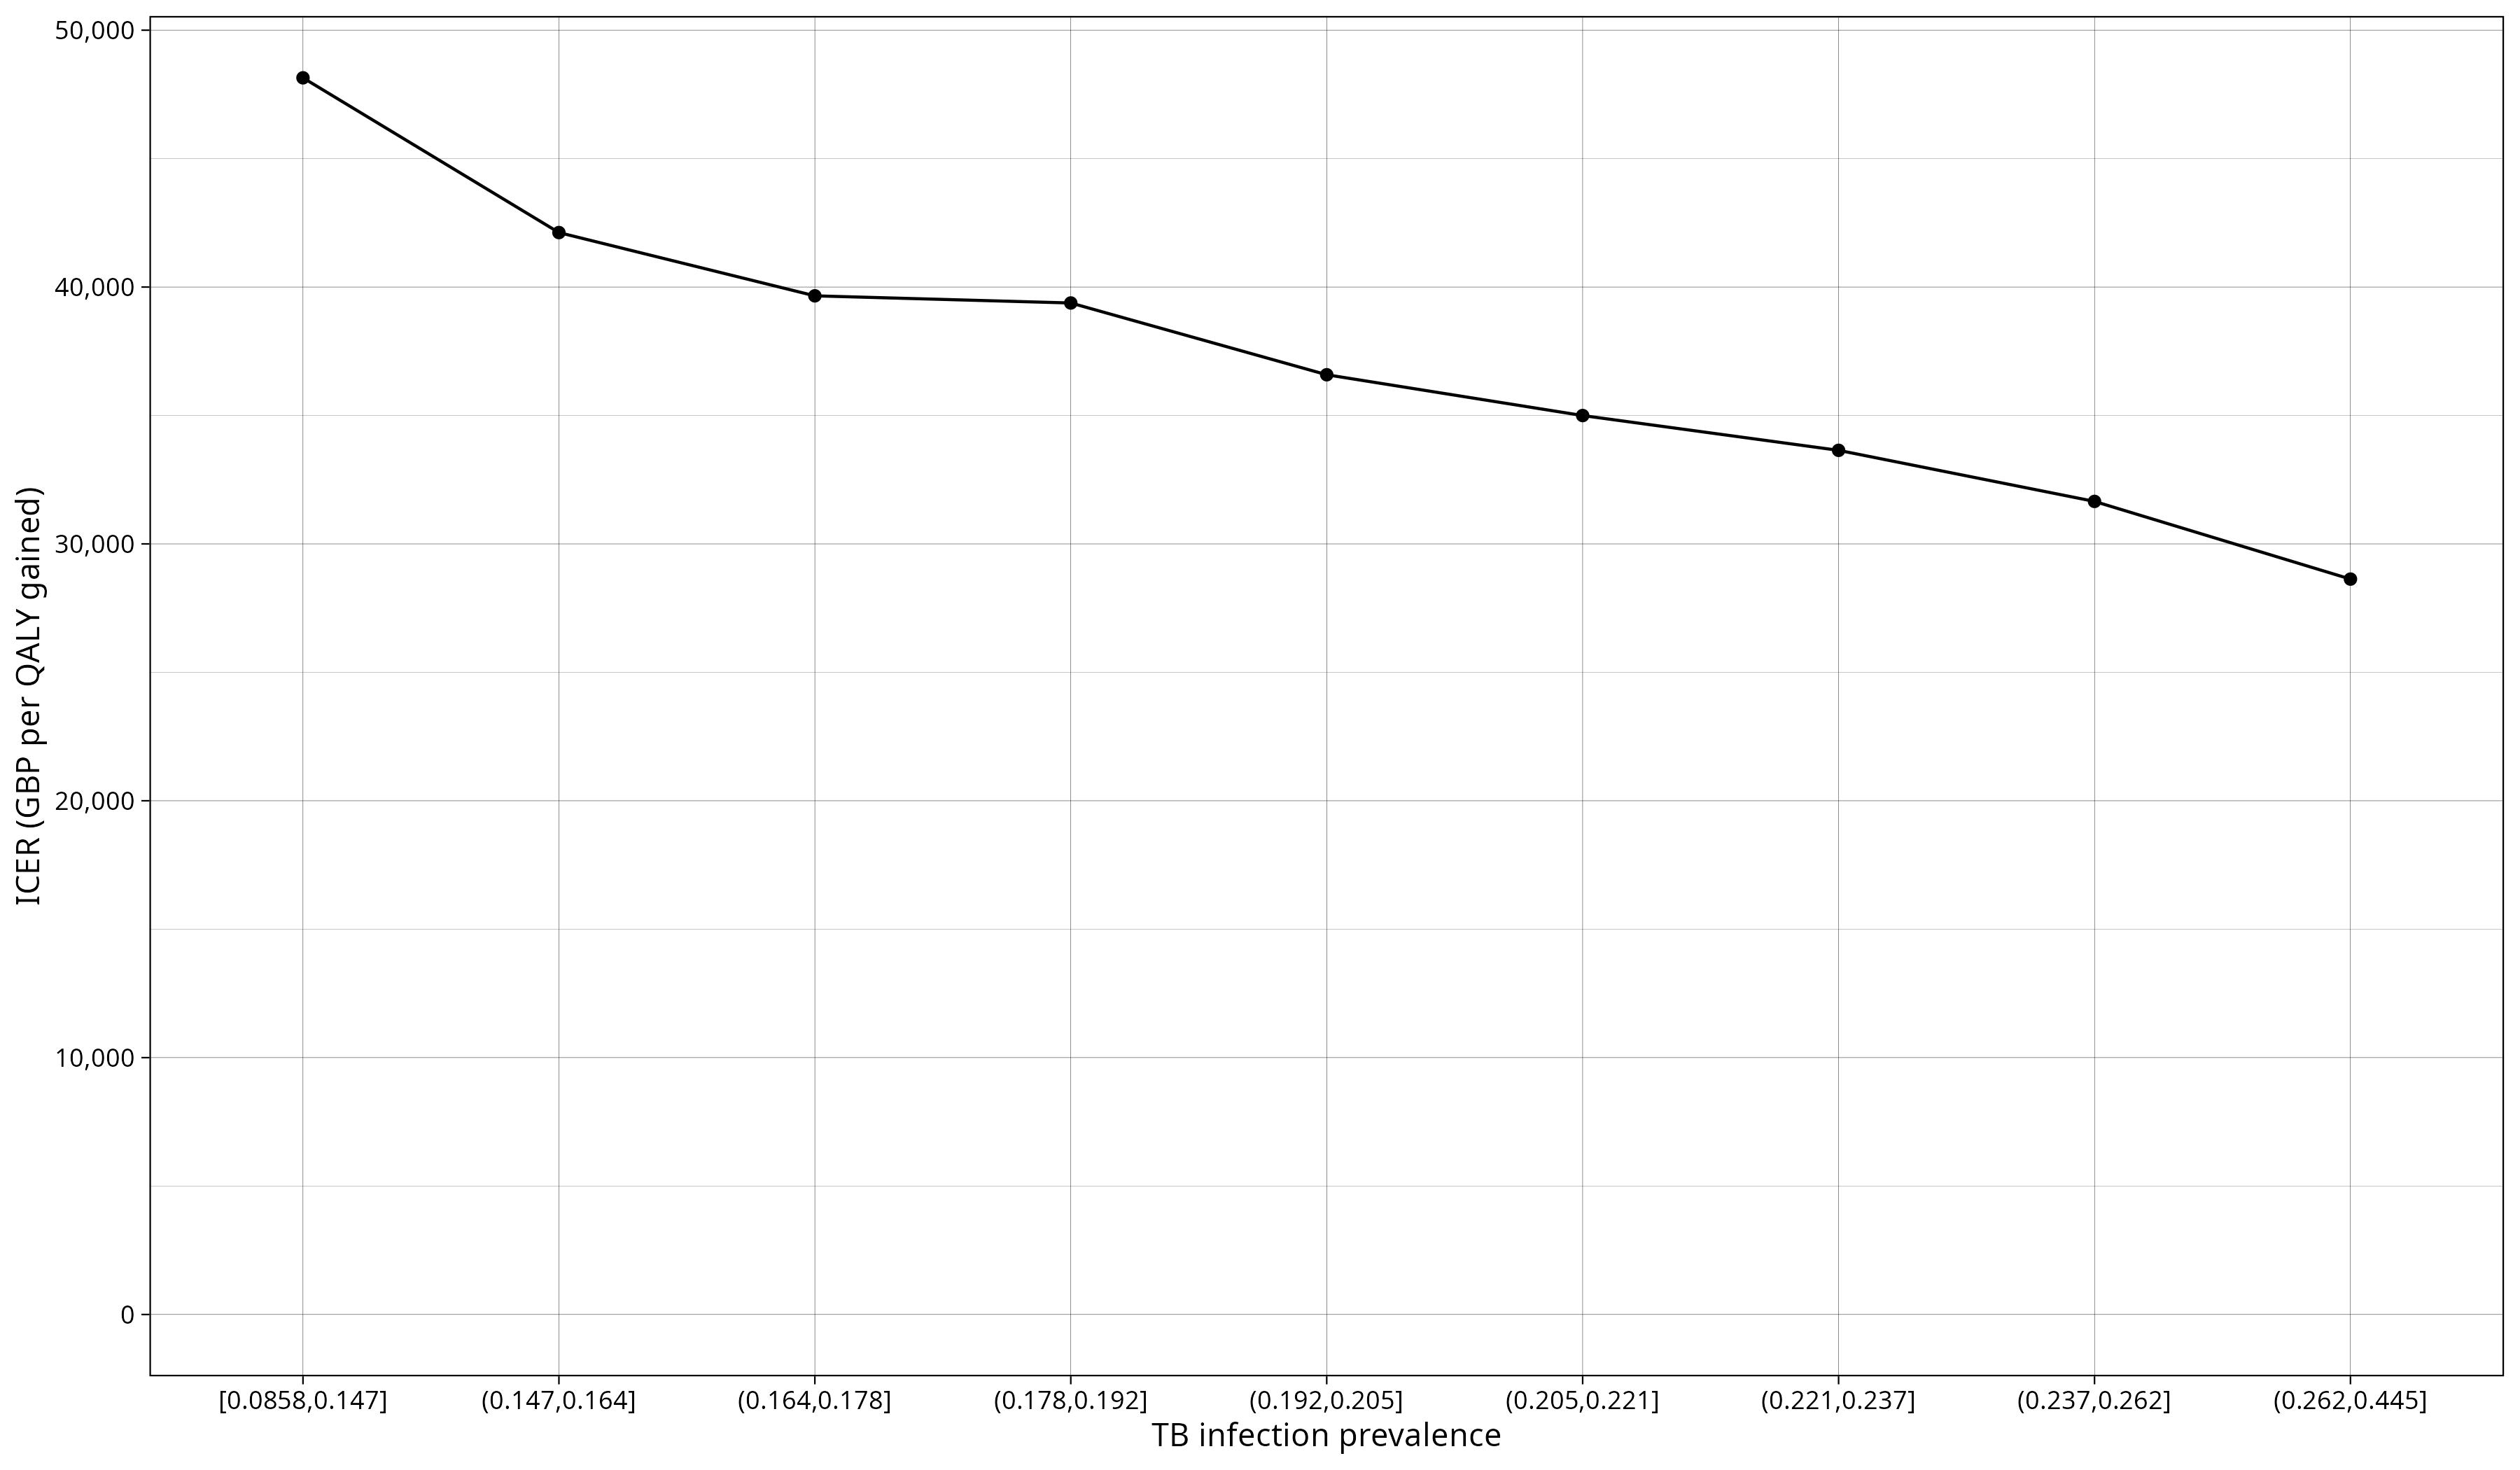 ICER (GBP per QALY gained)
50,000
40,000
30,000
20,000
10,000
0
[0.0858,0.147] (0.147,0.164] (0.164,0.178] (0.178,0.192] (0.192,0.205] (0.205,0.221] (0.221,0.237] (0.237,0.262] (0.262,0.445]
TB infection prevalence